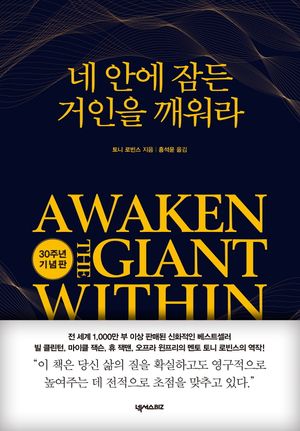 네 안에 잠든
거인을 깨워라
토니 로빈스 지음 | 홍석윤 옮김
AWAKEN
THE
GIANT
WITHIN
30주년
기념판
전 세계 1,000만 부 이상 판매된 신화적인 베스트셀러
빌 클린턴, 마이클 잭슨, 휴 잭맨, 오프라 윈프리의 멘토 토니 로빈스의 역작!
“이 책은 당신 삶의 질을 확실하고도 영구적으로
높여주는 데 전적으로 초점을 맞추고 있다.”
넥서스BIZ